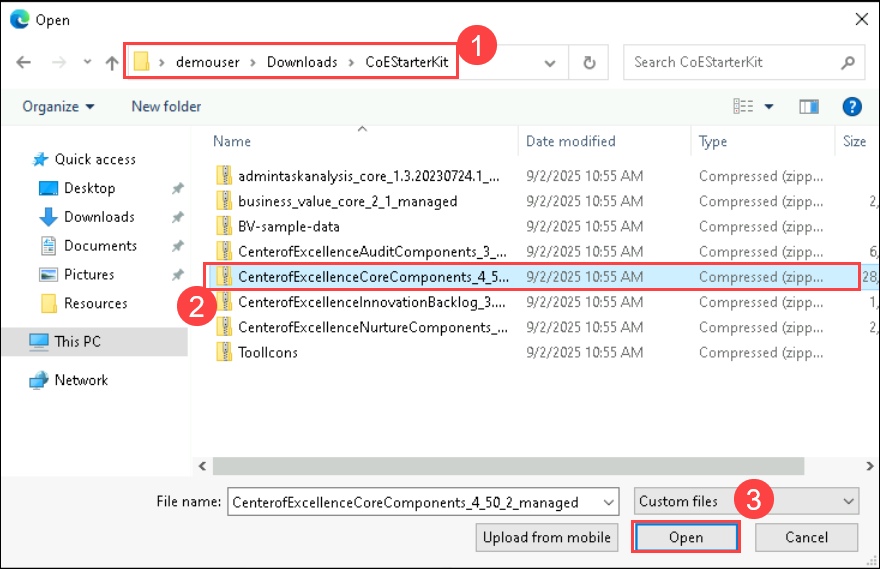 Open
demouser > Downloads > CoEStarterKit
1
Search CoEStarterKit
Organize
New folder
?
Name
Date modified
Type
Size
Quick access
Desktop
Downloads
Documents
Pictures
Resources
This PC
Network
admintaskanalysis_core_1.3.20230724.1_... 9/2/2025 10:55 AM Compressed (zipp...
business_value_core_2_1_managed 9/2/2025 10:55 AM Compressed (zipp... 2,
BV-sample-data 9/2/2025 10:55 AM Compressed (zipp...
CenterofExcellenceAuditComponents_3_... 9/2/2025 10:55 AM Compressed (zipp... 6,
CenterofExcellenceCoreComponents_4_5... 9/2/2025 10:55 AM Compressed (zipp... 28,
2
CenterofExcellenceInnovationBacklog_3.... 9/2/2025 10:55 AM Compressed (zipp... 1,
CenterofExcellenceNurtureComponents_... 9/2/2025 10:55 AM Compressed (zipp... 2,
ToolIcons 9/2/2025 10:55 AM Compressed (zipp...
File name: CenterofExcellenceCoreComponents_4_50_2_managed
Custom files
3
Upload from mobile
Open
Cancel